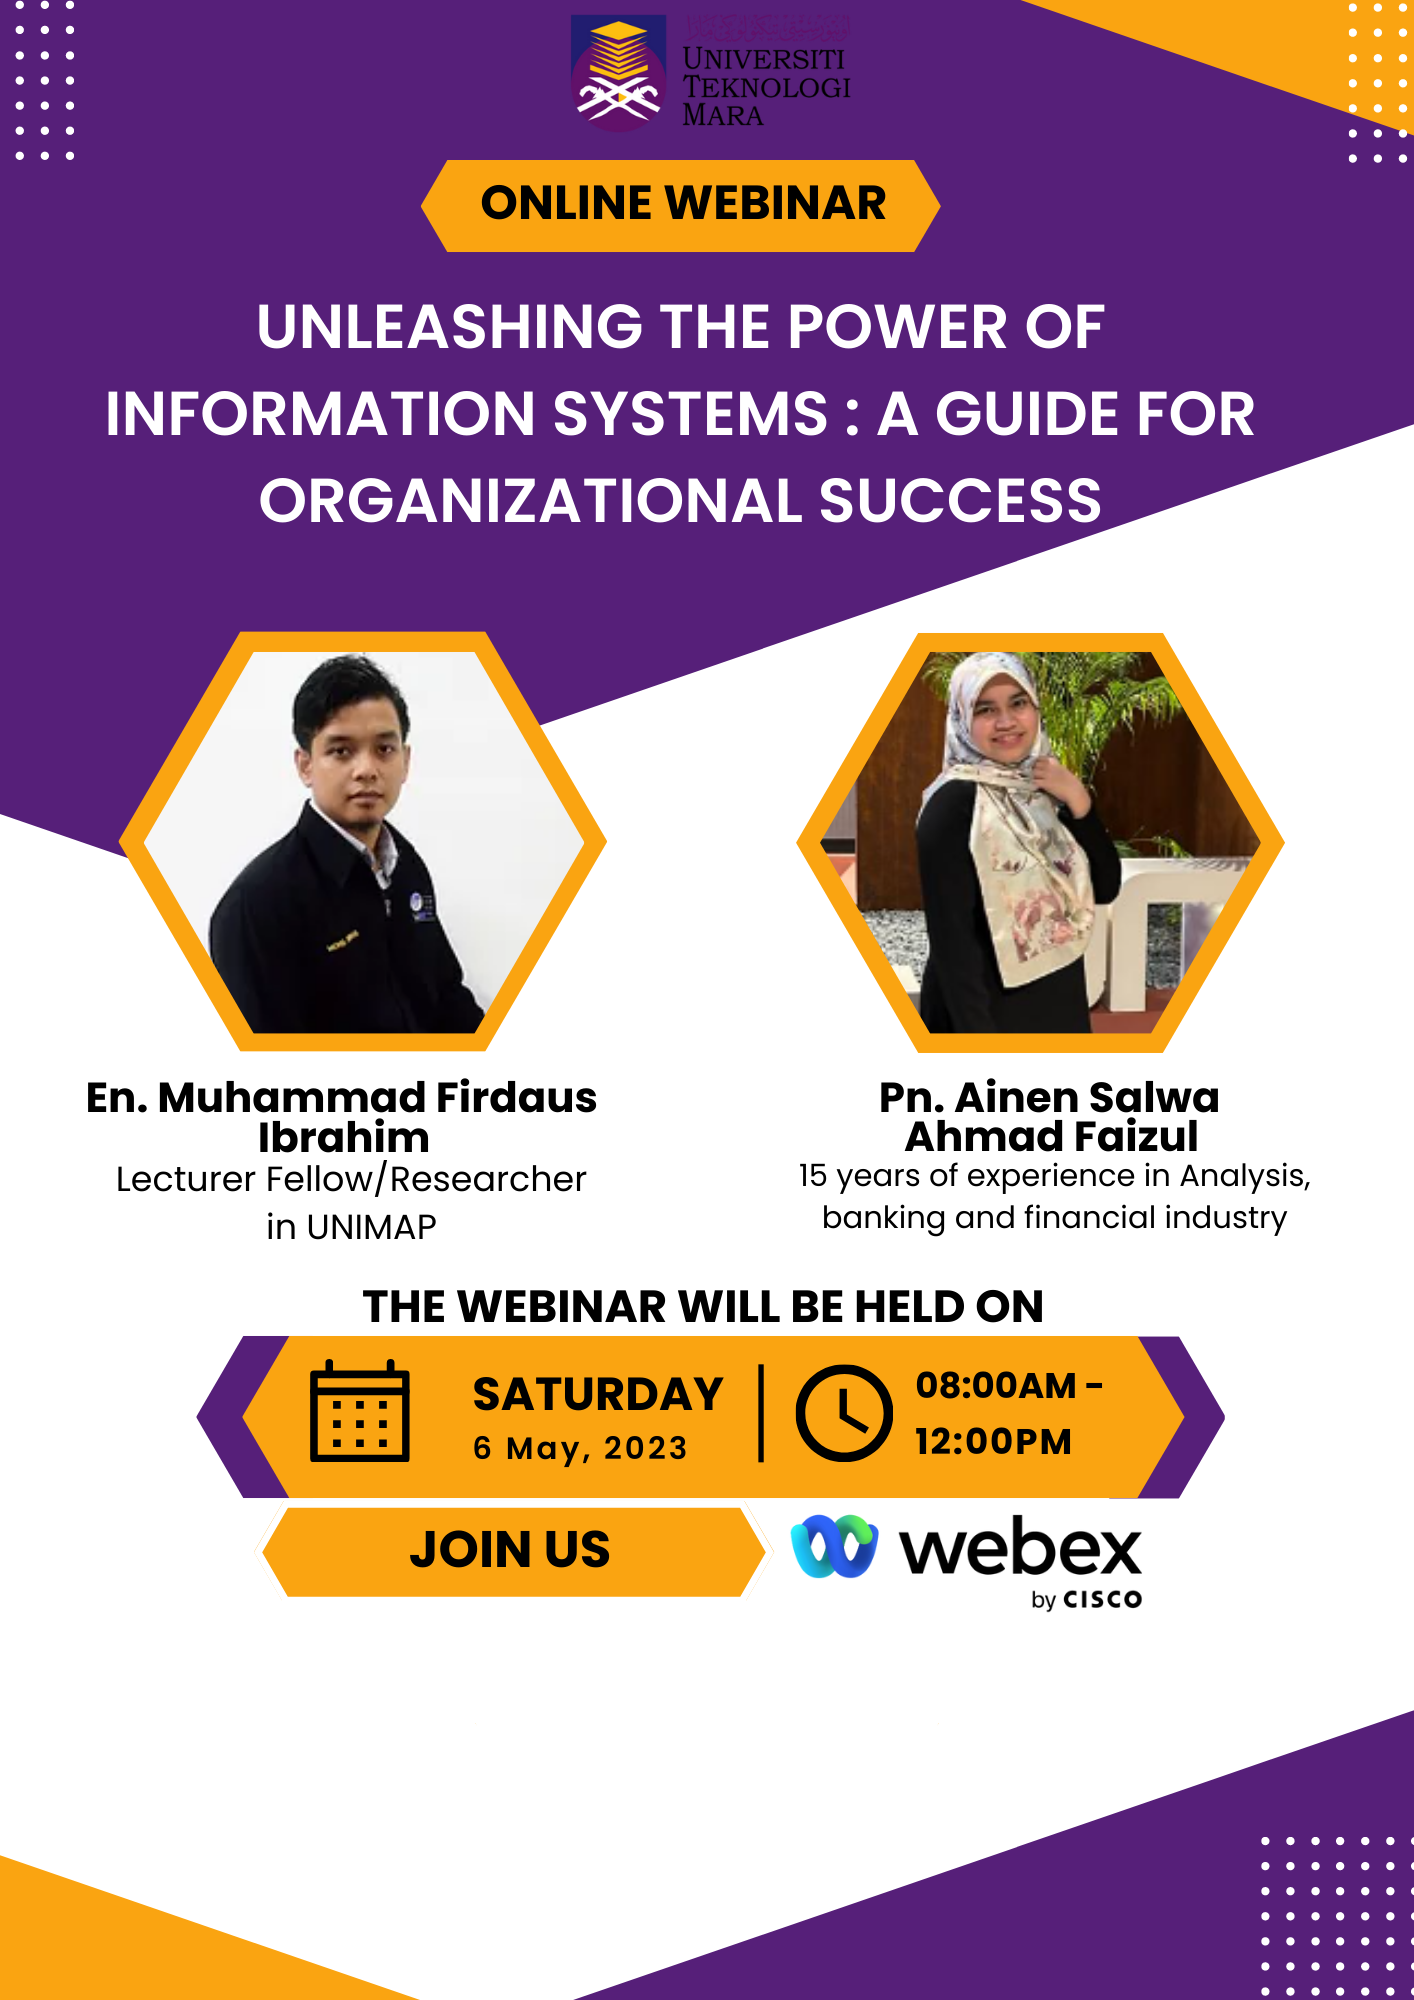 UNIVERSITI
TEKNOLOGI
MARA
ONLINE WEBINAR
UNLEASHING THE POWER OF
INFORMATION SYSTEMS : A GUIDE FOR
ORGANIZATIONAL SUCCESS
En. Muhammad Firdaus
Ibrahim
Lecturer Fellow/Researcher
in UNIMAP
Pn. Ainen Salwa
Ahmad Faizul
15 years of experience in Analysis,
banking and financial industry
THE WEBINAR WILL BE HELD ON
SATURDAY
6 May, 2023
08:00AM -
12:00PM
JOIN US
webex
by CISCO